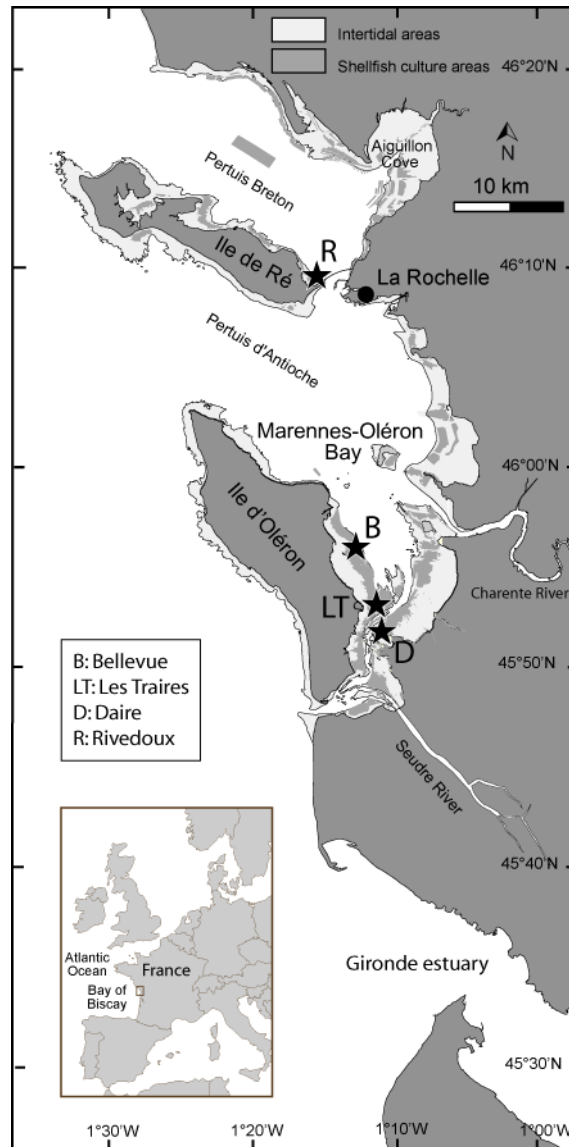 Intertidal areas
Shellfish culture areas
46°20'N
Aiguillon
Cove
N
Pertuis Breton
10 km
Ile de Ré
R
46°10'N
La Rochelle
Pertuis d'Antioche
Marennes-Oléron
Bay
46°00'N
Ile d'Oléron
B
Charente River
LT
D
45°50'N
B: Bellevue
LT: Les Traires
D: Daire
R: Rivedoux
Seudre River
45°40'N
Atlantic
Ocean
France
Bay of
Biscay
Gironde estuary
45°30'N
1°30'W
1°20'W
1°10'W
1°00'W